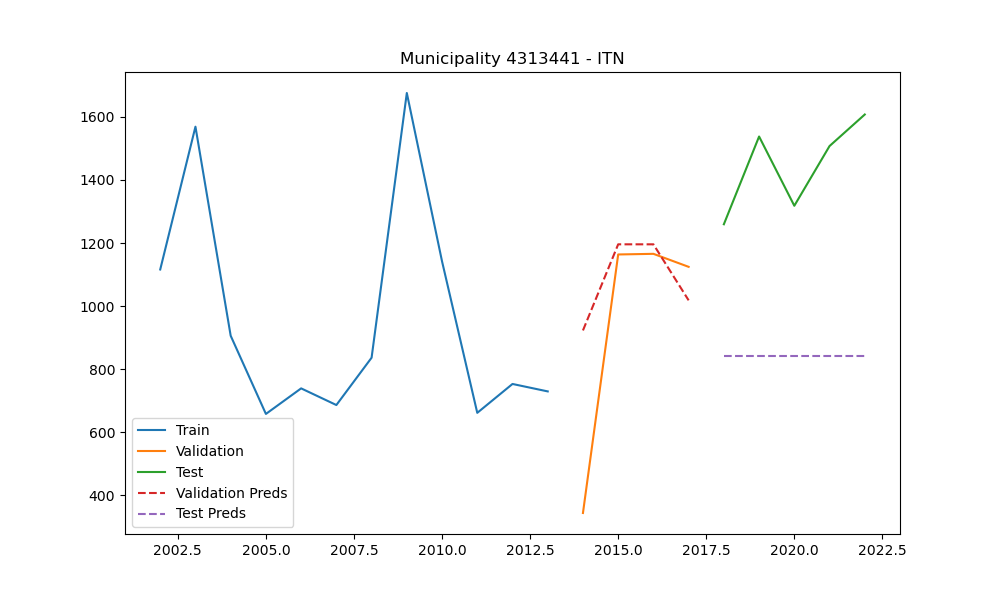 Municipality 4313441 - ITN
1600
1400
1200
1000
800
600
400
Train
Validation
Test
Validation Preds
Test Preds
2002.5 2005.0 2007.5 2010.0 2012.5 2015.0 2017.5 2020.0 2022.5